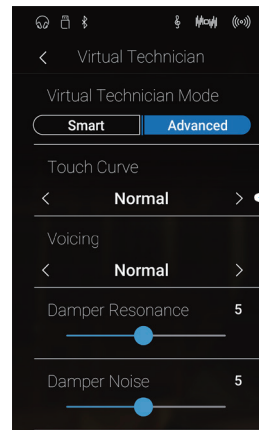 Virtual Technician
Virtual Technician Mode
Smart Advanced
Touch Curve
Normal
Voicing
Normal
Damper Resonance 5
Damper Noise 5